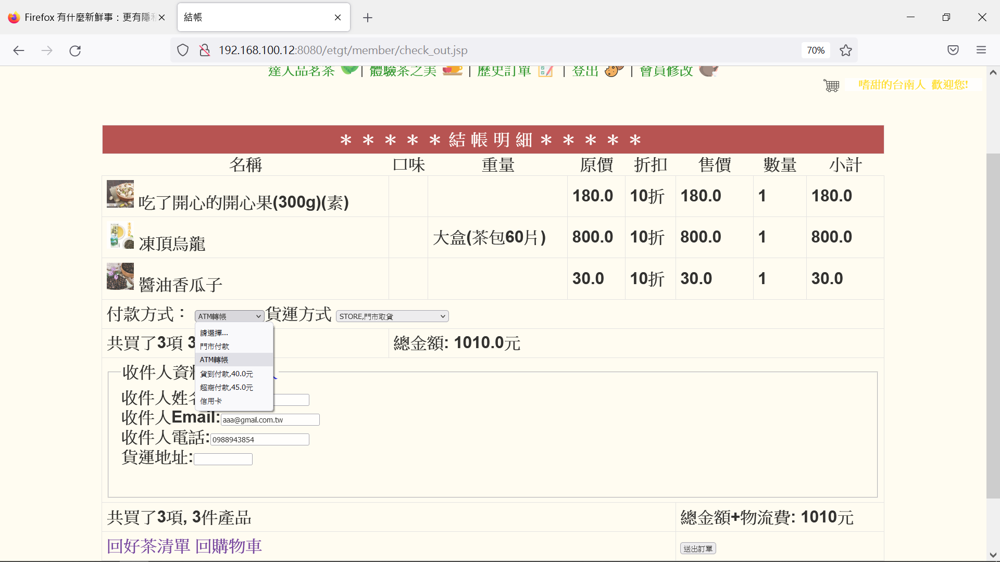 Firefox 有什麼新鮮事：更有隱
結帳
192.168.100.12:8080/etgt/member/check_out.jsp
70%
達人品茗茶 | 體驗茶之美 | 歷史訂單 | 登出 | 會員修改
嗜甜的台南人 歡迎您!
＊＊＊＊＊結帳明細＊＊＊＊＊
名稱 口味 重量 原價 折扣 售價 數量 小計
吃了開心的開心果(300g)(素) 180.0 10折 180.0 1 180.0
凍頂烏龍 大盒(茶包60片) 800.0 10折 800.0 1 800.0
醬油香瓜子 30.0 10折 30.0 1 30.0
付款方式： ATM轉帳 貨運方式 STORE,門市取貨
請選擇...
門市付款
ATM轉帳
貨到付款,40.0元
超商付款,45.0元
信用卡
共買了3項 3 總金額: 1010.0元
收件人資料
收件人姓名
收件人Email: aaa@gmail.com.tw
收件人電話: 0988943854
貨運地址:
共買了3項, 3件產品 總金額+物流費: 1010元
回好茶清單 回購物車 送出訂單